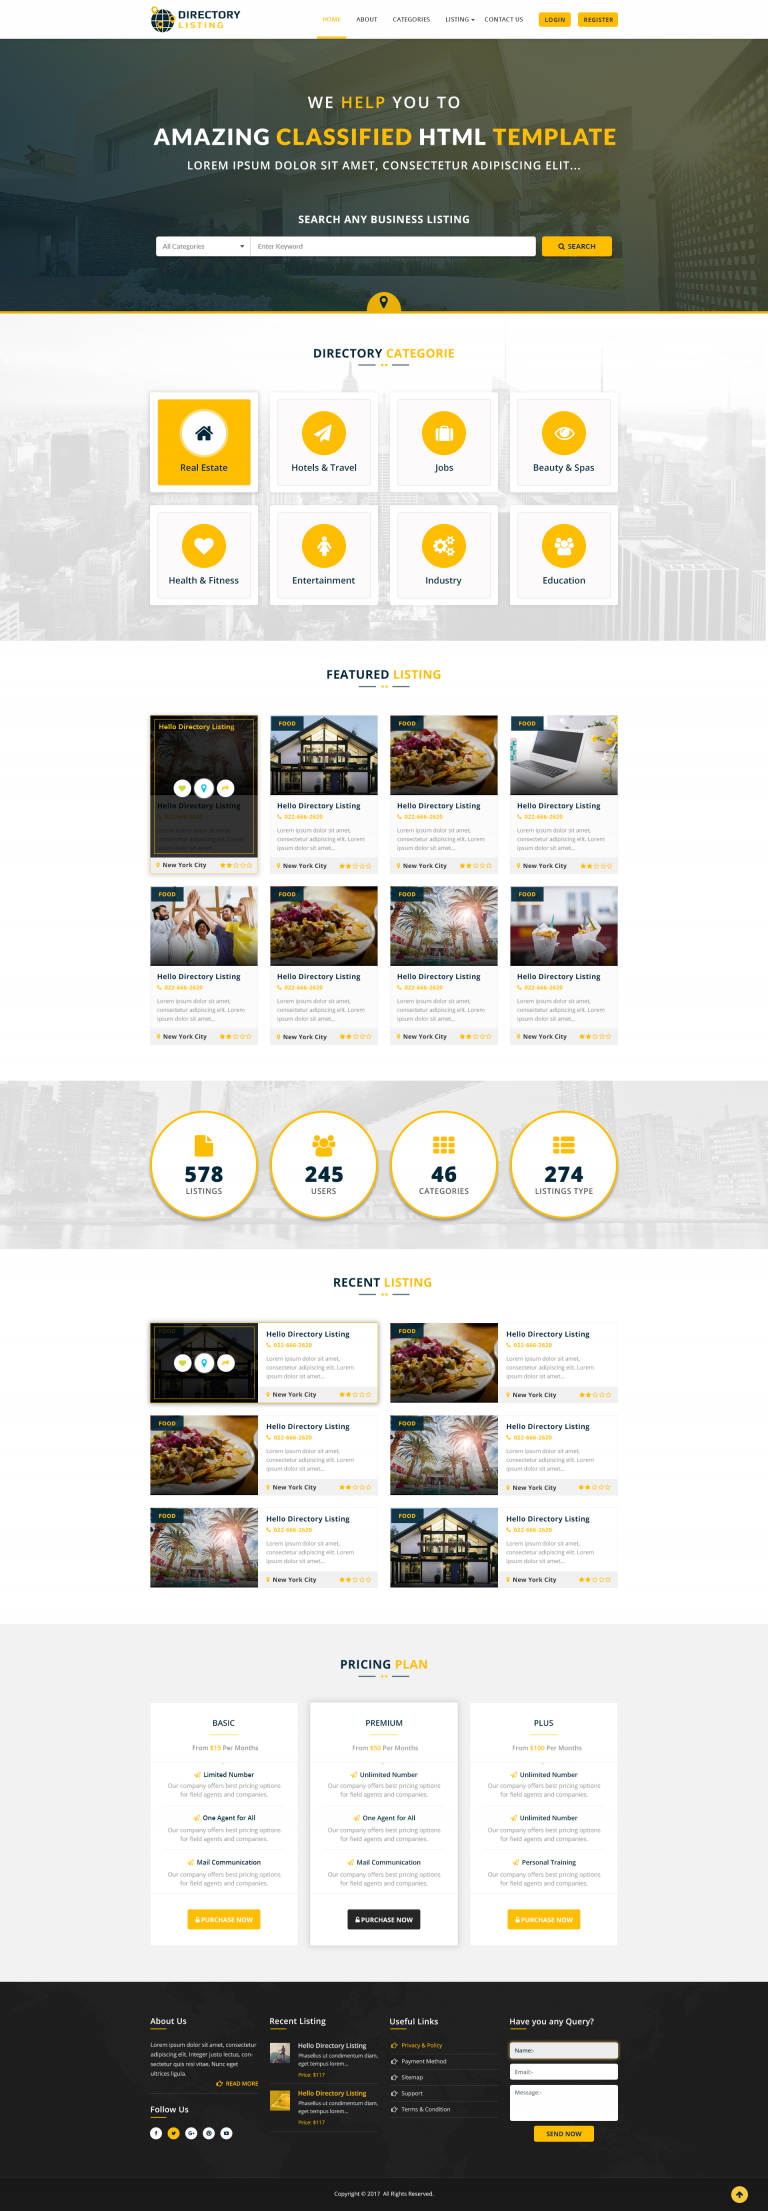 DIRECTORY
LISTING
HOME
ABOUT
CATEGORIES
LISTING
CONTACT US
LOGIN
REGISTER
WE HELP YOU TO
AMAZING CLASSIFIED HTML TEMPLATE
LOREM IPSUM DOLOR SIT AMET, CONSECTETUR ADIPISCING ELIT...
SEARCH ANY BUSINESS LISTING
All Categories
Enter Keyword
SEARCH
DIRECTORY CATEGORIE
Real Estate
Hotels & Travel
Jobs
Beauty & Spas
Health & Fitness
Entertainment
Industry
Education
FEATURED LISTING
Hello Directory Listing
Hello Directory Listing
022-666-2620
Lorem ipsum dolor sit amet,
consectetur adipiscing elit. Lorem
ipsum dolor sit amet...
New York City
FOOD
Hello Directory Listing
022-666-2620
Lorem ipsum dolor sit amet,
consectetur adipiscing elit. Lorem
ipsum dolor sit amet...
New York City
FOOD
Hello Directory Listing
022-666-2620
Lorem ipsum dolor sit amet,
consectetur adipiscing elit. Lorem
ipsum dolor sit amet...
New York City
FOOD
Hello Directory Listing
022-666-2620
Lorem ipsum dolor sit amet,
consectetur adipiscing elit. Lorem
ipsum dolor sit amet...
New York City
FOOD
Hello Directory Listing
022-666-2620
Lorem ipsum dolor sit amet,
consectetur adipiscing elit. Lorem
ipsum dolor sit amet...
New York City
FOOD
Hello Directory Listing
022-666-2620
Lorem ipsum dolor sit amet,
consectetur adipiscing elit. Lorem
ipsum dolor sit amet...
New York City
FOOD
Hello Directory Listing
022-666-2620
Lorem ipsum dolor sit amet,
consectetur adipiscing elit. Lorem
ipsum dolor sit amet...
New York City
FOOD
Hello Directory Listing
022-666-2620
Lorem ipsum dolor sit amet,
consectetur adipiscing elit. Lorem
ipsum dolor sit amet...
New York City
578
LISTINGS
245
USERS
46
CATEGORIES
274
LISTINGS TYPE
RECENT LISTING
FOOD
Hello Directory Listing
022-666-2620
Lorem ipsum dolor sit amet,
consectetur adipiscing elit. Lorem
ipsum dolor sit amet...
New York City
FOOD
Hello Directory Listing
022-666-2620
Lorem ipsum dolor sit amet,
consectetur adipiscing elit. Lorem
ipsum dolor sit amet...
New York City
FOOD
Hello Directory Listing
022-666-2620
Lorem ipsum dolor sit amet,
consectetur adipiscing elit. Lorem
ipsum dolor sit amet...
New York City
FOOD
Hello Directory Listing
022-666-2620
Lorem ipsum dolor sit amet,
consectetur adipiscing elit. Lorem
ipsum dolor sit amet...
New York City
FOOD
Hello Directory Listing
022-666-2620
Lorem ipsum dolor sit amet,
consectetur adipiscing elit. Lorem
ipsum dolor sit amet...
New York City
FOOD
Hello Directory Listing
022-666-2620
Lorem ipsum dolor sit amet,
consectetur adipiscing elit. Lorem
ipsum dolor sit amet...
New York City
PRICING PLAN
BASIC
From $15 Per Months
Limited Number
Our company offers best pricing options
for field agents and companies.
One Agent for All
Our company offers best pricing options
for field agents and companies.
Mail Communication
Our company offers best pricing options
for field agents and companies.
PURCHASE NOW
PREMIUM
From $50 Per Months
Unlimited Number
Our company offers best pricing options
for field agents and companies.
One Agent for All
Our company offers best pricing options
for field agents and companies.
Mail Communication
Our company offers best pricing options
for field agents and companies.
PURCHASE NOW
PLUS
From $100 Per Months
Unlimited Number
Our company offers best pricing options
for field agents and companies.
Unlimited Number
Our company offers best pricing options
for field agents and companies.
Personal Training
Our company offers best pricing options
for field agents and companies.
PURCHASE NOW
About Us
Lorem ipsum dolor sit amet, consectetur
adipiscing elit. Integer justo lectus, con-
sectetur quis nisi vitae, Nunc eget
ultrices ligula.
READ MORE
Follow Us
Recent Listing
Hello Directory Listing
Phasellus ut condimentum diam,
eget tempus lorem...
Price: $117
Hello Directory Listing
Phasellus ut condimentum diam,
eget tempus lorem...
Price: $117
Useful Links
Privacy & Policy
Payment Method
Sitemap
Support
Terms & Condition
Have you any Query?
Name:-
Email:-
Message:-
SEND NOW
Copyright © 2017 All Rights Reserved.